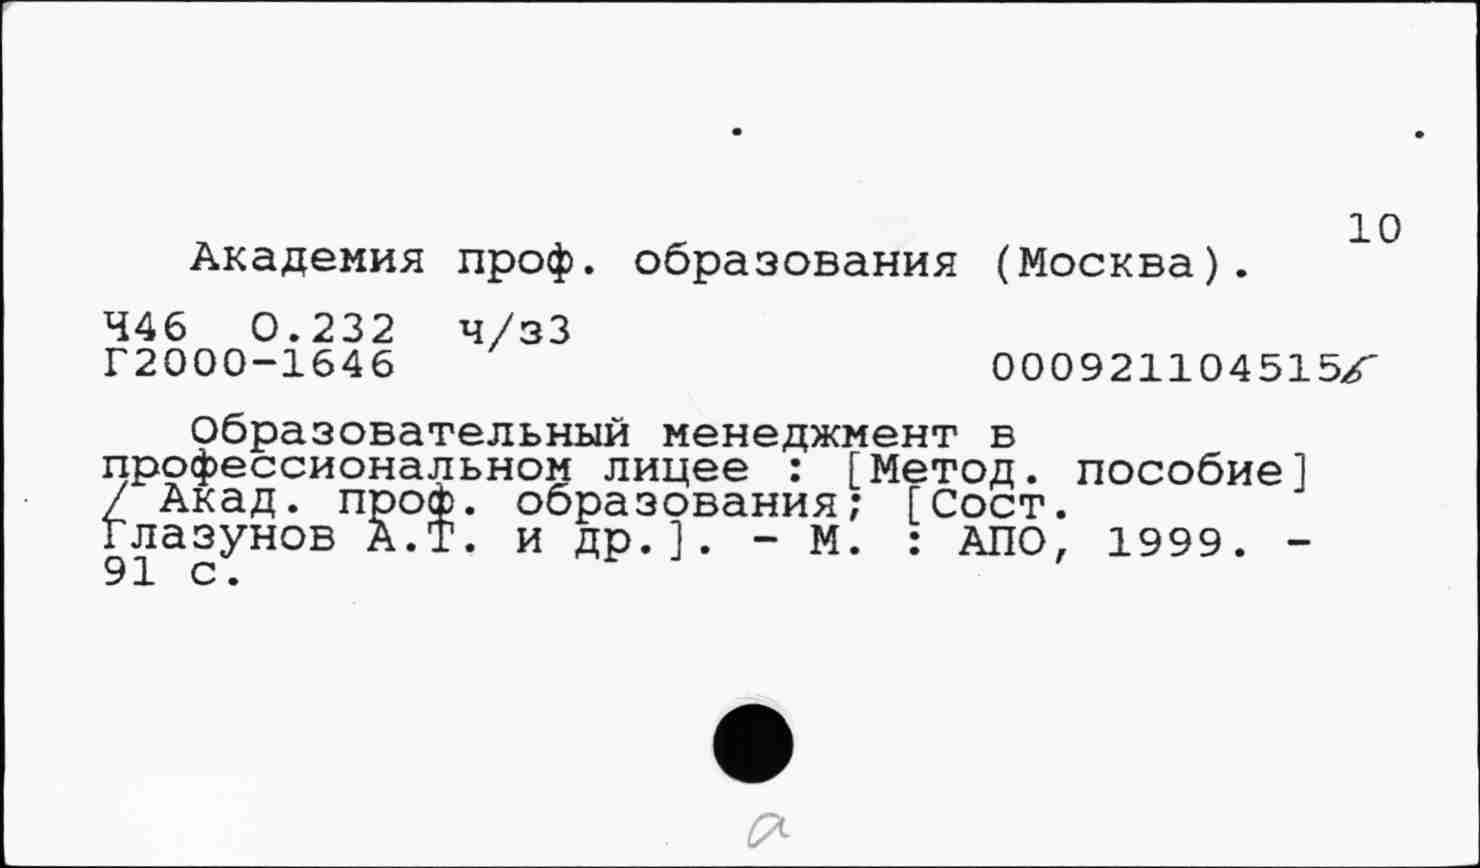 10
Академия проф. образования (Москва).
Ч46 0.232 ч/з3
Г2000-1646
0009211045156
Образовательный менеджмент в
профессиональном лицее : [Метод. пособие]
/ Акад. проф. образования; [Сост.
Глазунов А.Т. и др.]. - М. : АПО, 1999. -
91 с.
а